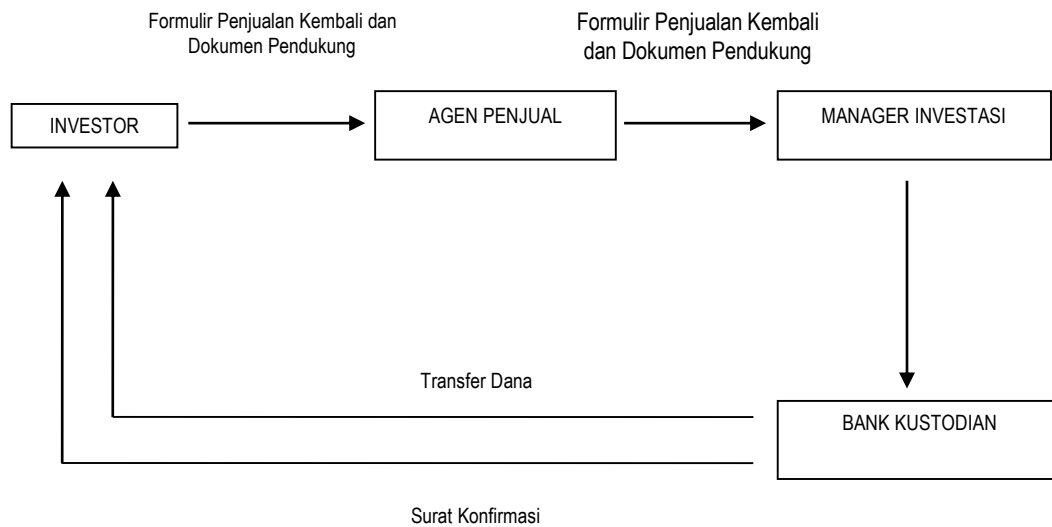 Formulir Penjualan Kembali dan
Dokumen Pendukung
Formulir Penjualan Kembali
dan Dokumen Pendukung
INVESTOR
AGEN PENJUAL
MANAGER INVESTASI
Transfer Dana
BANK KUSTODIAN
Surat Konfirmasi